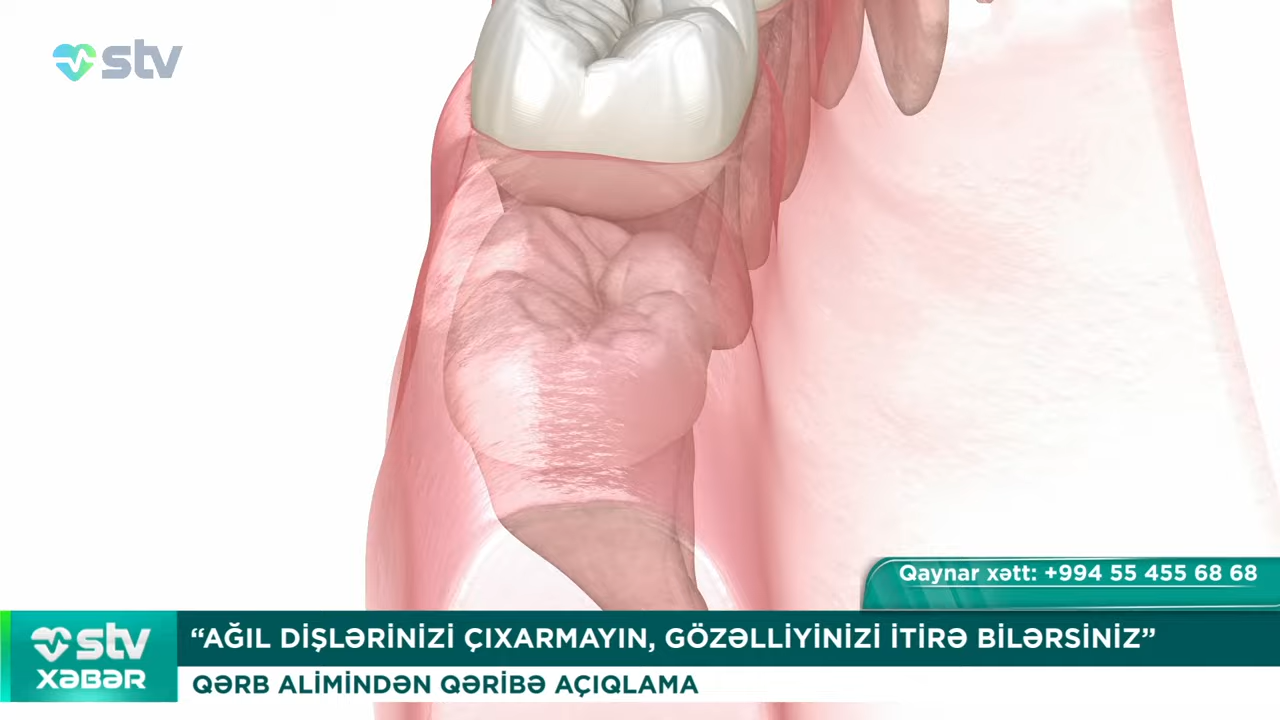 stv
Qaynar xətt: +994 55 455 68 68
stv
XƏBƏR
“AĞIL DİŞLƏRİNİZİ ÇIXARMAYIN, GÖZƏLLİYİNİZİ İTİRƏ BİLƏRSİNİZ”
QƏRB ALİMİNDƏN QƏRİBƏ AÇIQLAMA